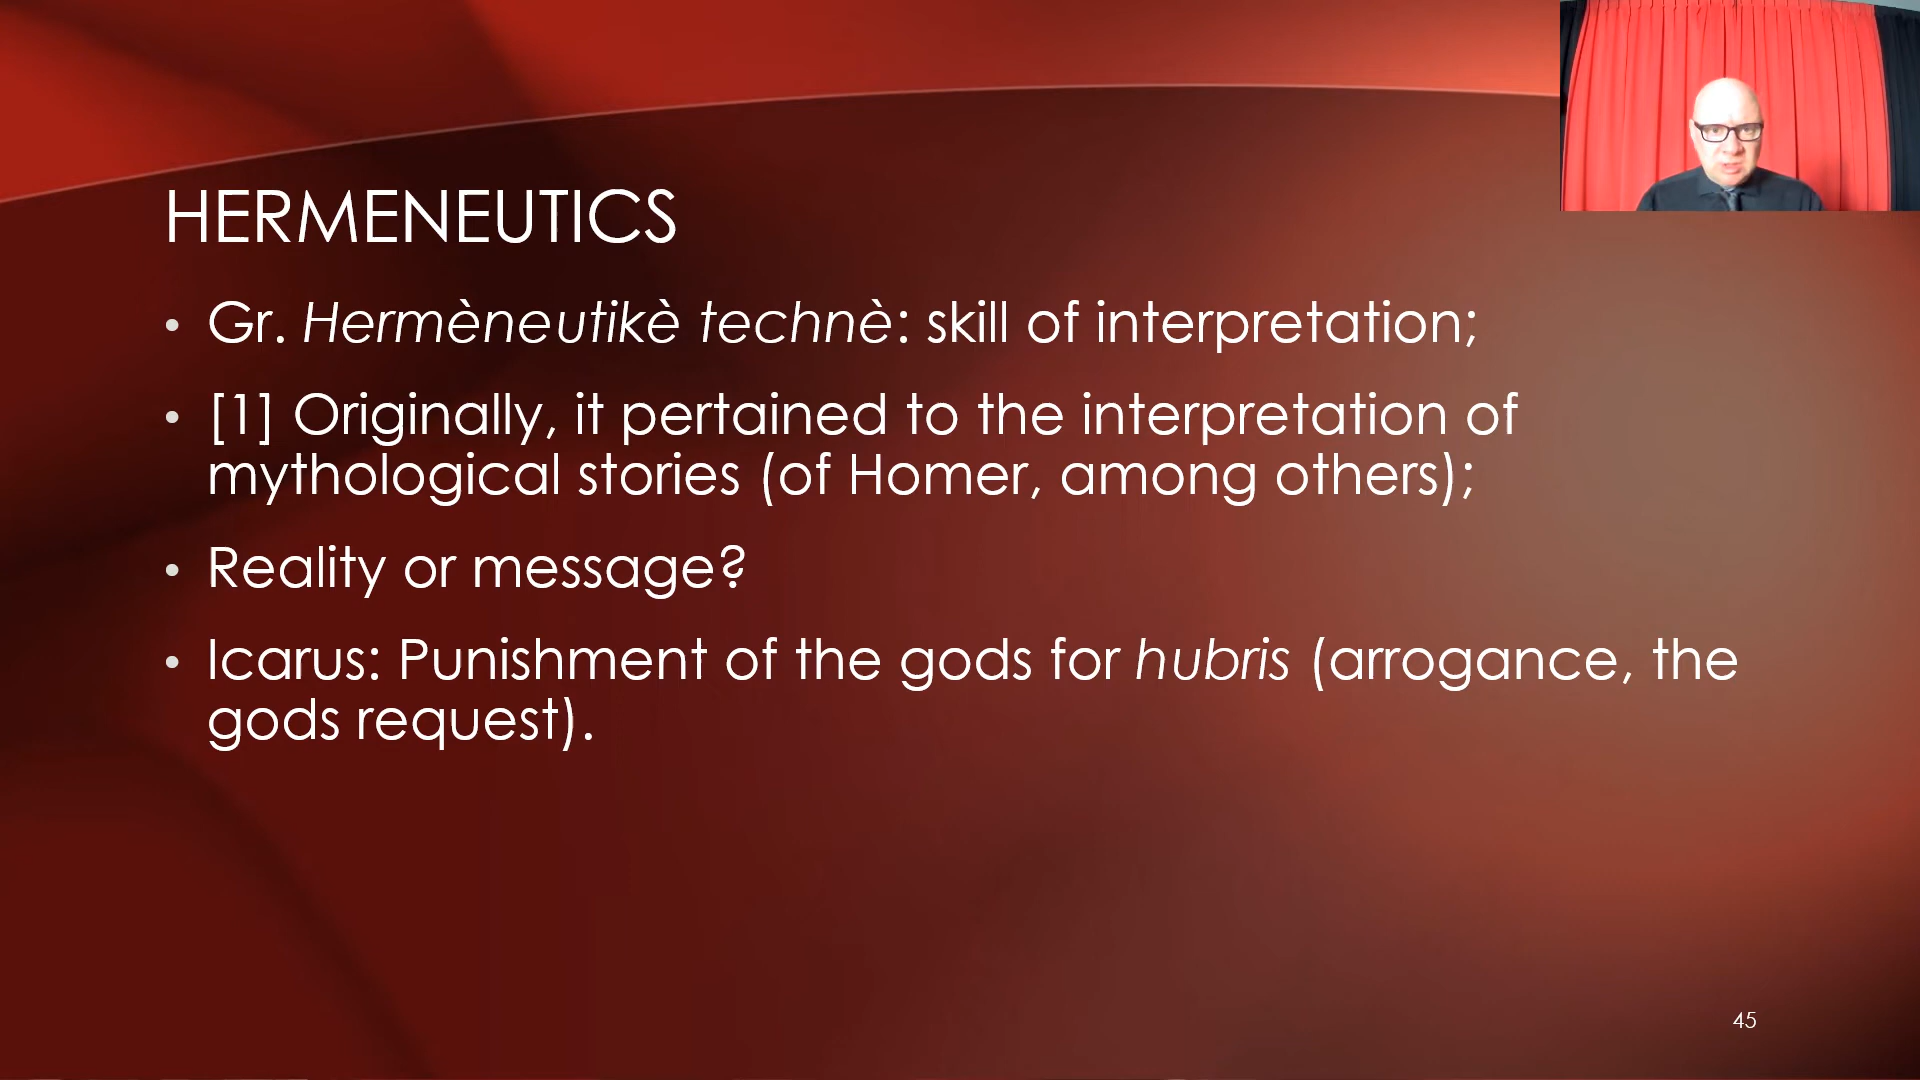 HERMENEUTICS
• Gr. Hermèneutikè technè: skill of interpretation;
• [1] Originally, it pertained to the interpretation of
mythological stories (of Homer, among others);
• Reality or message?
• Icarus: Punishment of the gods for hubris (arrogance, the
gods request).
45